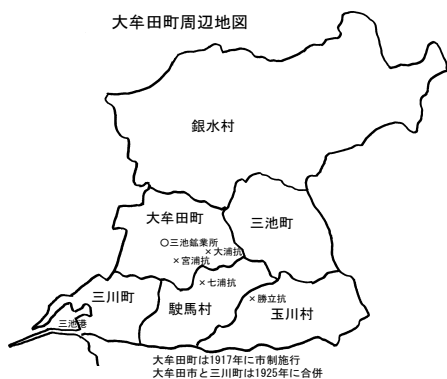 大牟田町周辺地図
銀水村
大牟田町
三池町
○三池鉱業所
×大浦抗
×宮浦抗
×七浦抗
三川町
駛馬村
×勝立抗
玉川村
三池港
大牟田町は1917年に市制施行
大牟田市と三川町は1925年に合併